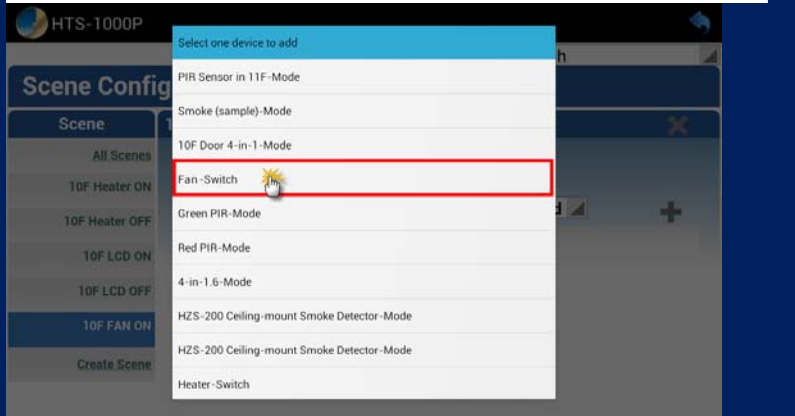 HTS-1000P
Select one device to add
Scene Config
Scene
All Scenes
10F Heater ON
10F Heater OFF
10F LCD ON
10F LCD OFF
10F FAN ON
Create Scene
PIR Sensor in 11F-Mode
Smoke (sample)-Mode
10F Door 4-in-1-Mode
Fan-Switch
Green PIR-Mode
Red PIR-Mode
4-in-1.6-Mode
HZS-200 Ceiling-mount Smoke Detector-Mode
HZS-200 Ceiling-mount Smoke Detector-Mode
Heater-Switch